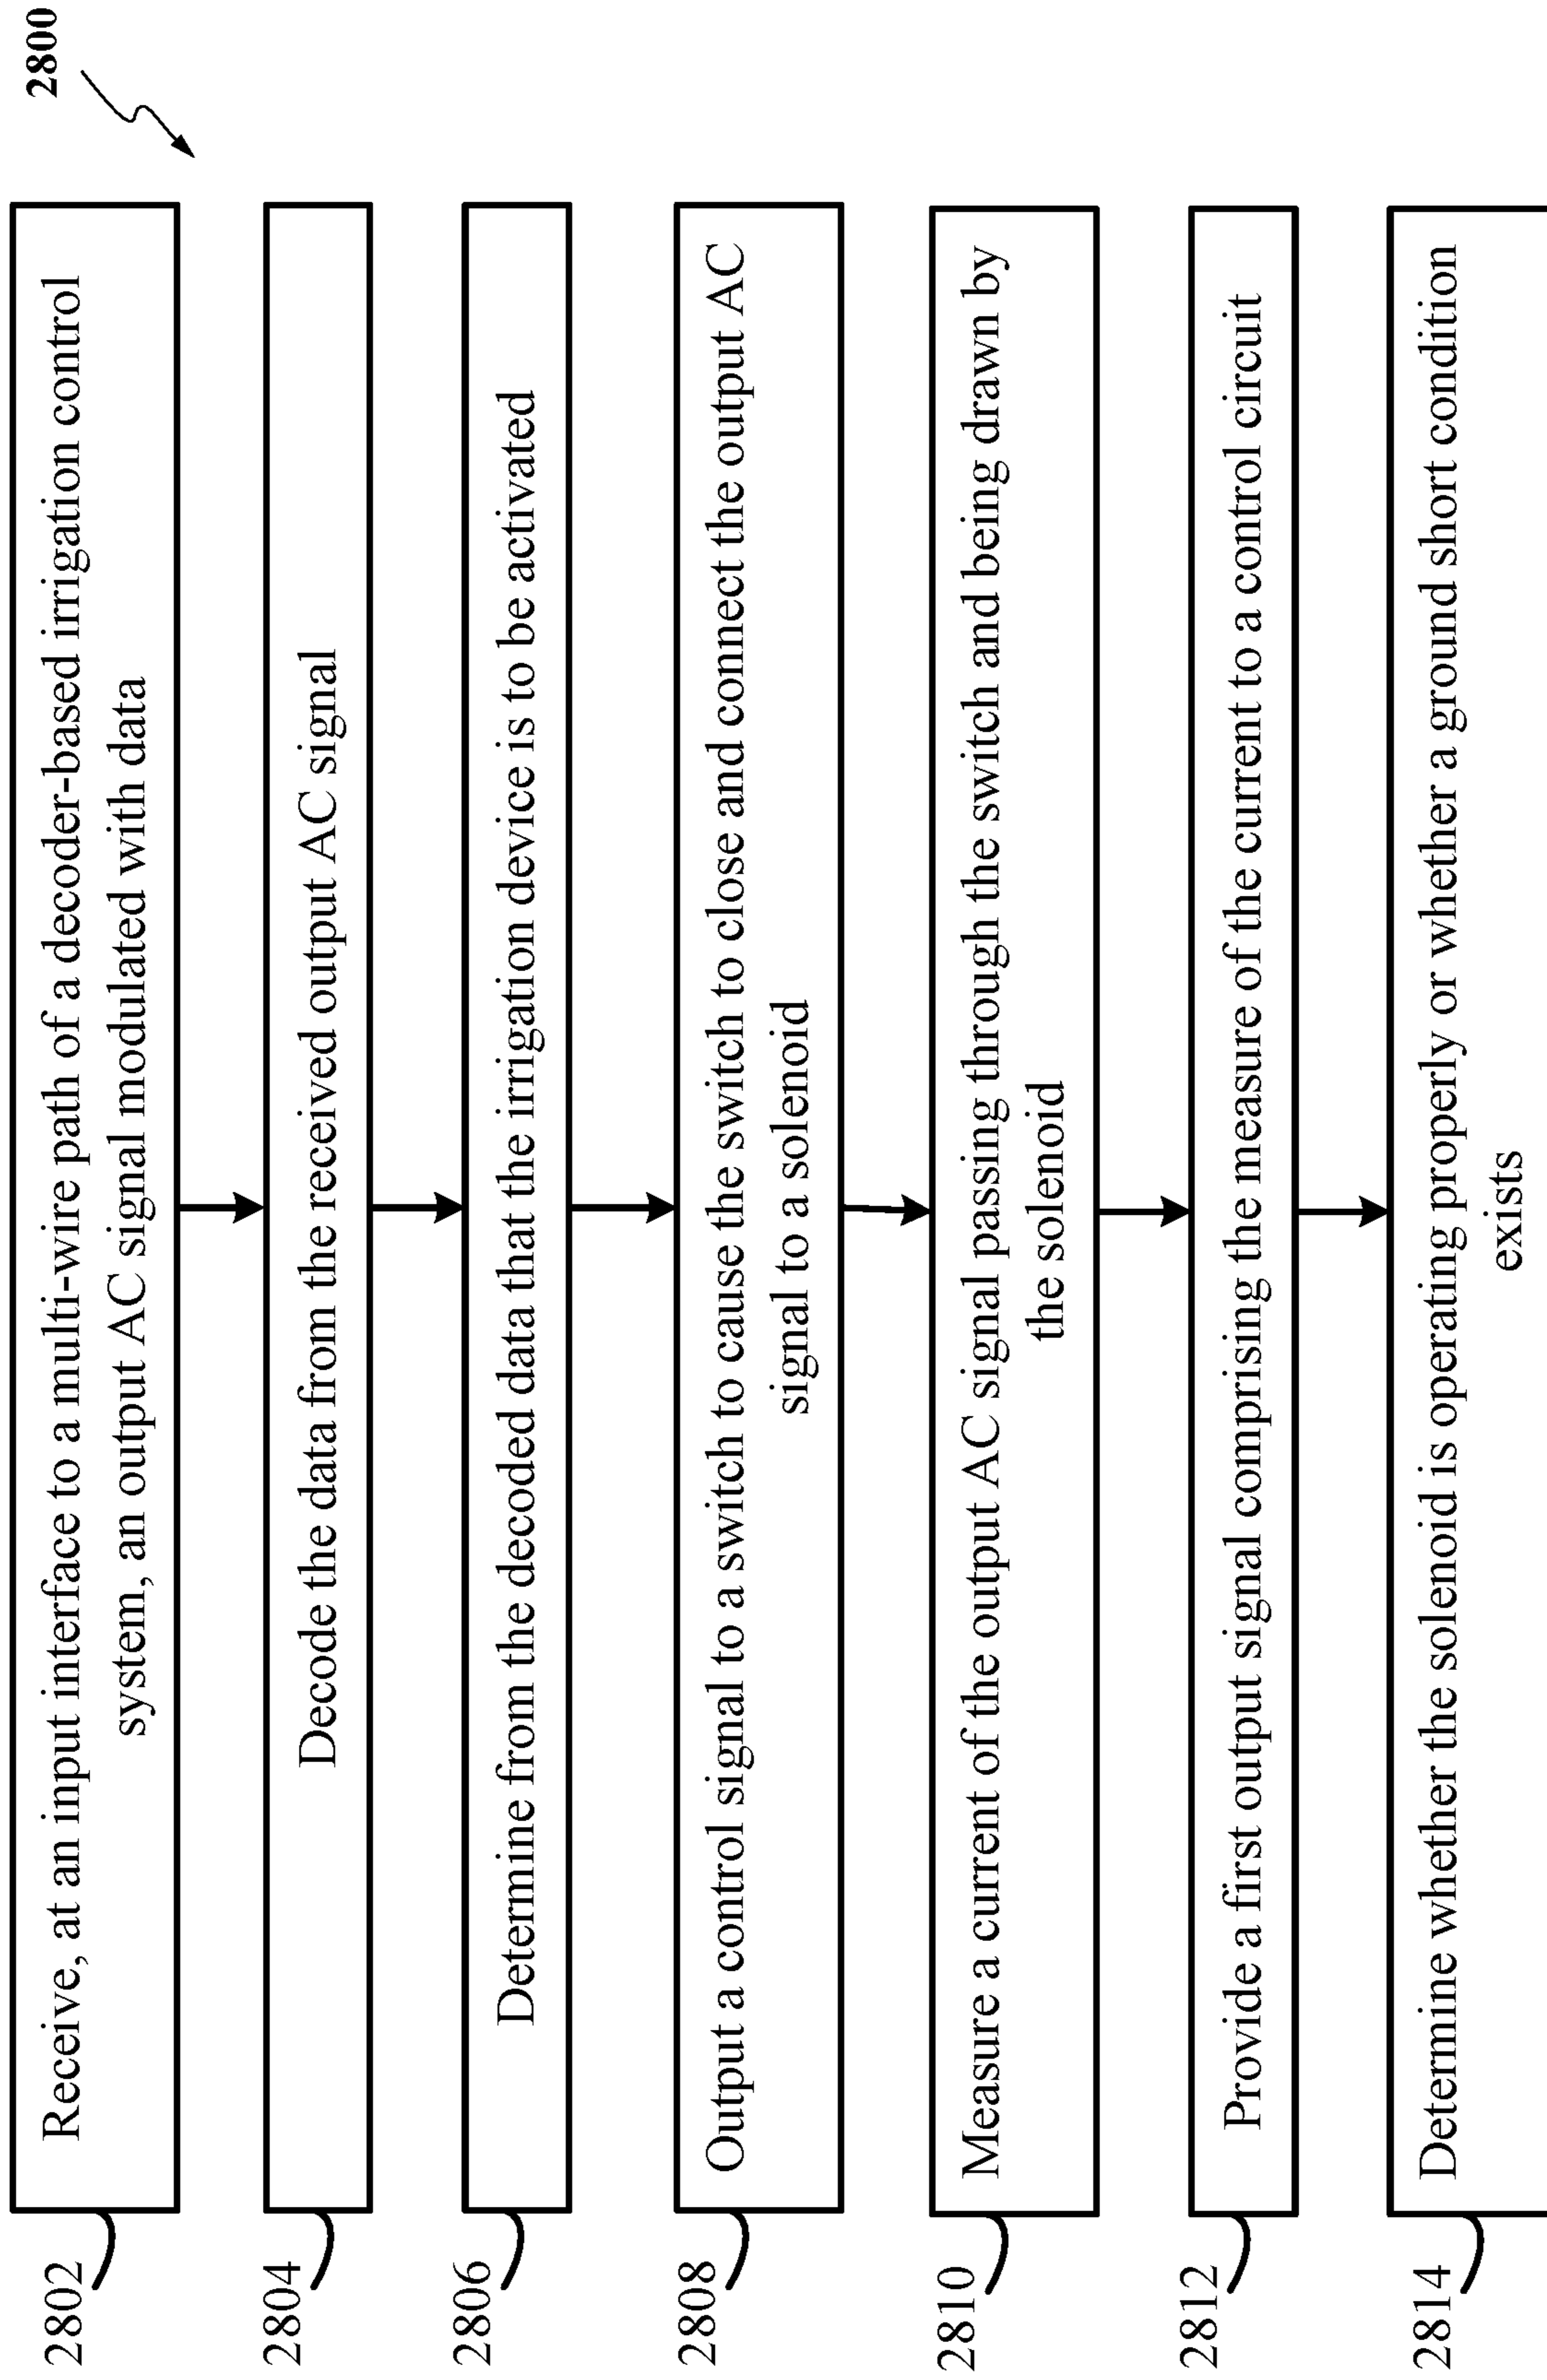 2800
2802
Receive, at an input interface to a multi-wire path of a decoder-based irrigation control
system, an output AC signal modulated with data
2804
Decode the data from the received output AC signal
2806
Determine from the decoded data that the irrigation device is to be activated
2808
Output a control signal to a switch to cause the switch to close and connect the output AC
signal to a solenoid
2810
Measure a current of the output AC signal passing through the switch and being drawn by
the solenoid
2812
Provide a first output signal comprising the measure of the current to a control circuit
2814
Determine whether the solenoid is operating properly or whether a ground short condition
exists